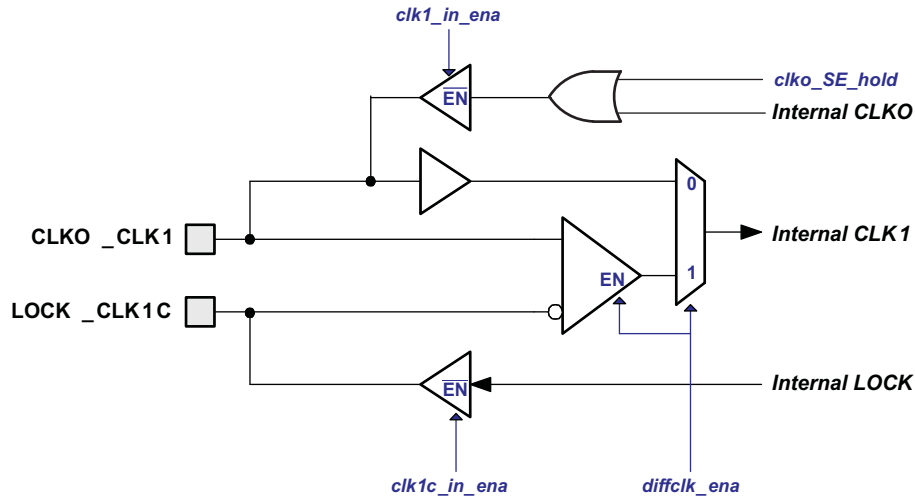 clk1_in_ena
EN
clko_SE_hold
Internal CLKO
0
CLKO _CLK1
Internal CLK1
EN
1
LOCK _CLK1C
EN
Internal LOCK
clk1c_in_ena
diffclk_ena